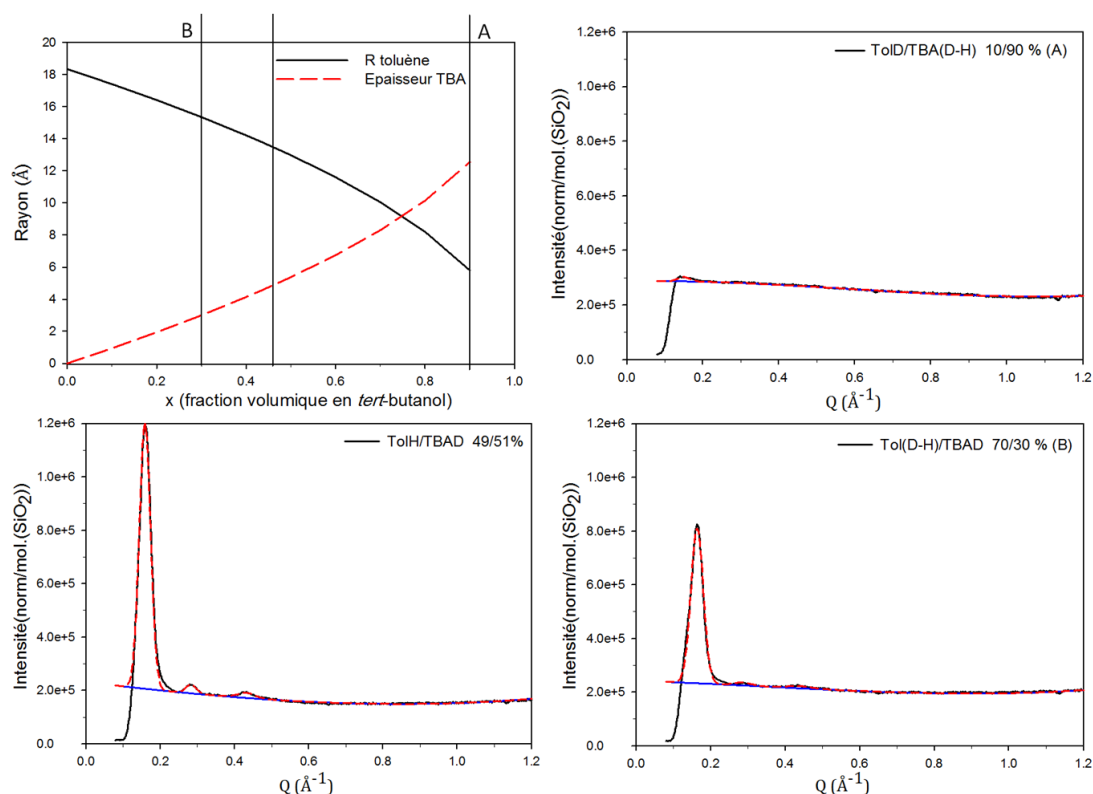 B
A
20
18
16
14
12
10
8
6
4
2
0
Rayon (Å)
R toluène
Epaisseur TBA
0.0 0.2 0.4 0.6 0.8 1.0
x (fraction volumique en tert-butanol)
1.2e+6
1.0e+6
8.0e+5
6.0e+5
4.0e+5
2.0e+5
0.0
Intensité(norm/mol.(SiO2))
TolD/TBA(D-H) 10/90 % (A)
0.0 0.2 0.4 0.6 0.8 1.0 1.2
Q (Å-1)
1.2e+6
1.0e+6
8.0e+5
6.0e+5
4.0e+5
2.0e+5
0.0
Intensité(norm/mol.(SiO2))
TolH/TBAD 49/51%
0.0 0.2 0.4 0.6 0.8 1.0 1.2
Q (Å-1)
1.2e+6
1.0e+6
8.0e+5
6.0e+5
4.0e+5
2.0e+5
0.0
Intensité(norm/mol.(SiO2))
Tol(D-H)/TBAD 70/30 % (B)
0.0 0.2 0.4 0.6 0.8 1.0 1.2
Q (Å-1)